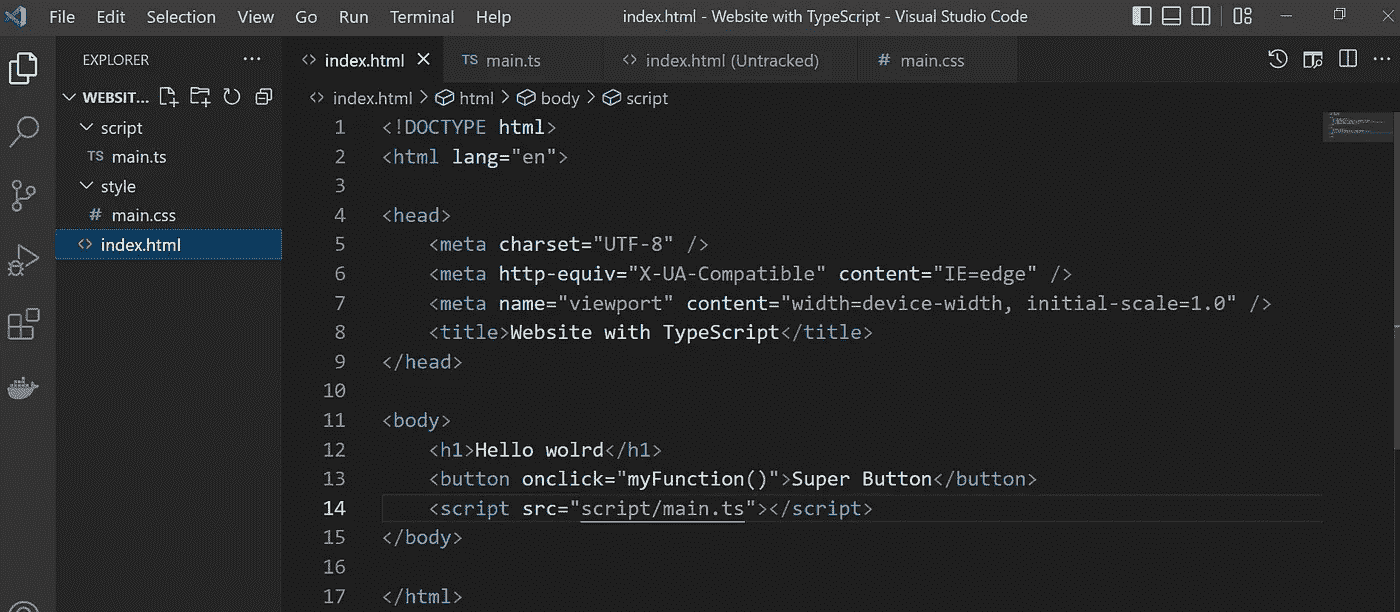 File Edit Selection View Go Run Terminal Help index.html - Website with TypeScript - Visual Studio Code
EXPLORER ... <> index.html × TS main.ts <> index.html (Untracked) # main.css
WEBSIT... <> index.html > html > body > script
script
TS main.ts
style
# main.css
<> index.html
1 <!DOCTYPE html>
2 <html lang="en">
3
4 <head>
5 <meta charset="UTF-8" />
6 <meta http-equiv="X-UA-Compatible" content="IE=edge" />
7 <meta name="viewport" content="width=device-width, initial-scale=1.0" />
8 <title>Website with TypeScript</title>
9 </head>
10
11 <body>
12 <h1>Hello wolrd</h1>
13 <button onclick="myFunction()">Super Button</button>
14 <script src="script/main.ts"></script>
15 </body>
16
17 </html>